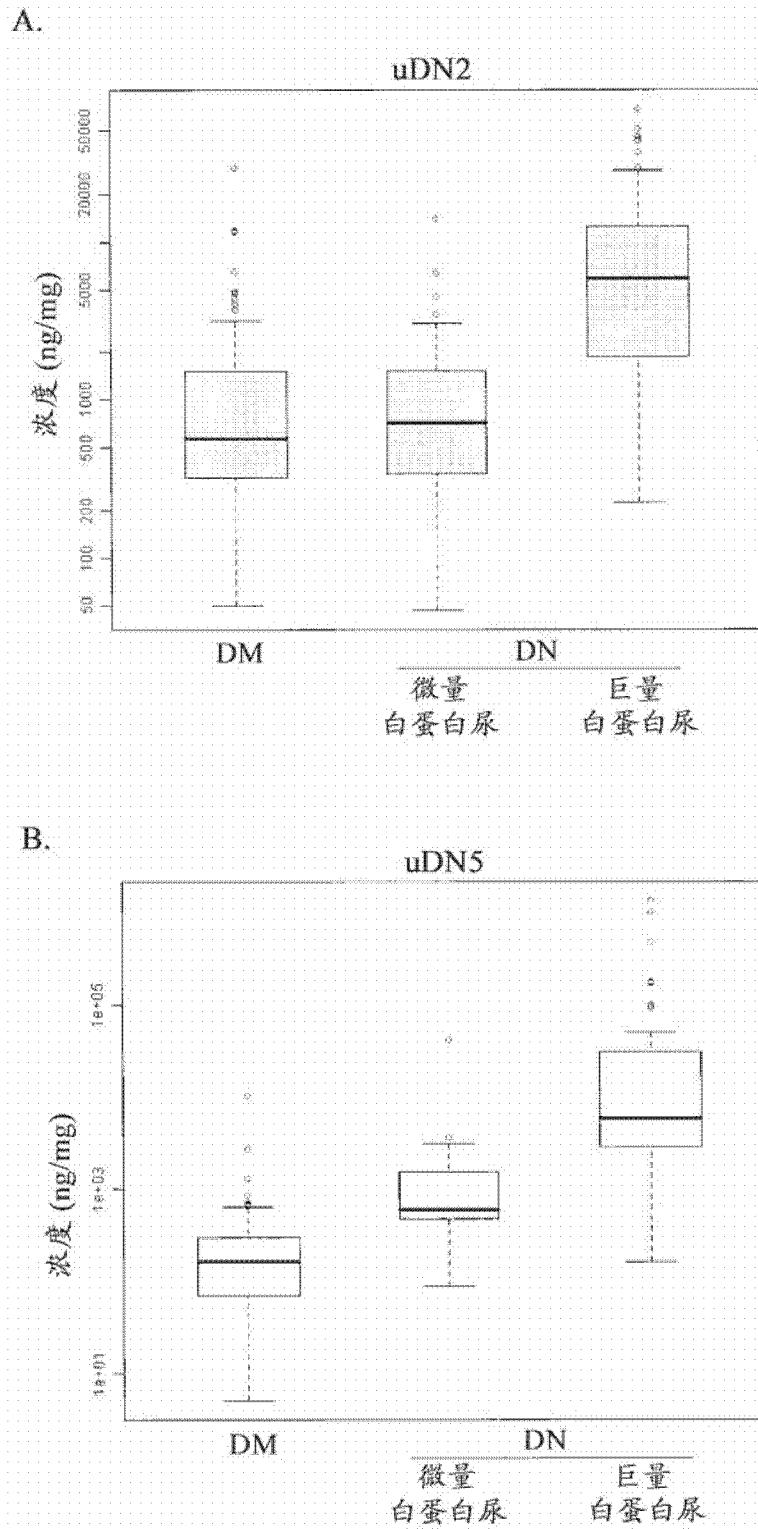 A.
uDN2
浓度 (ng/mg)
50000
20000
5000
1000
500
200
100
50
DM
DN
微量
白蛋白尿
巨量
白蛋白尿
B.
uDN5
浓度 (ng/mg)
1e+05
1e+03
1e+01
DM
DN
微量
白蛋白尿
巨量
白蛋白尿